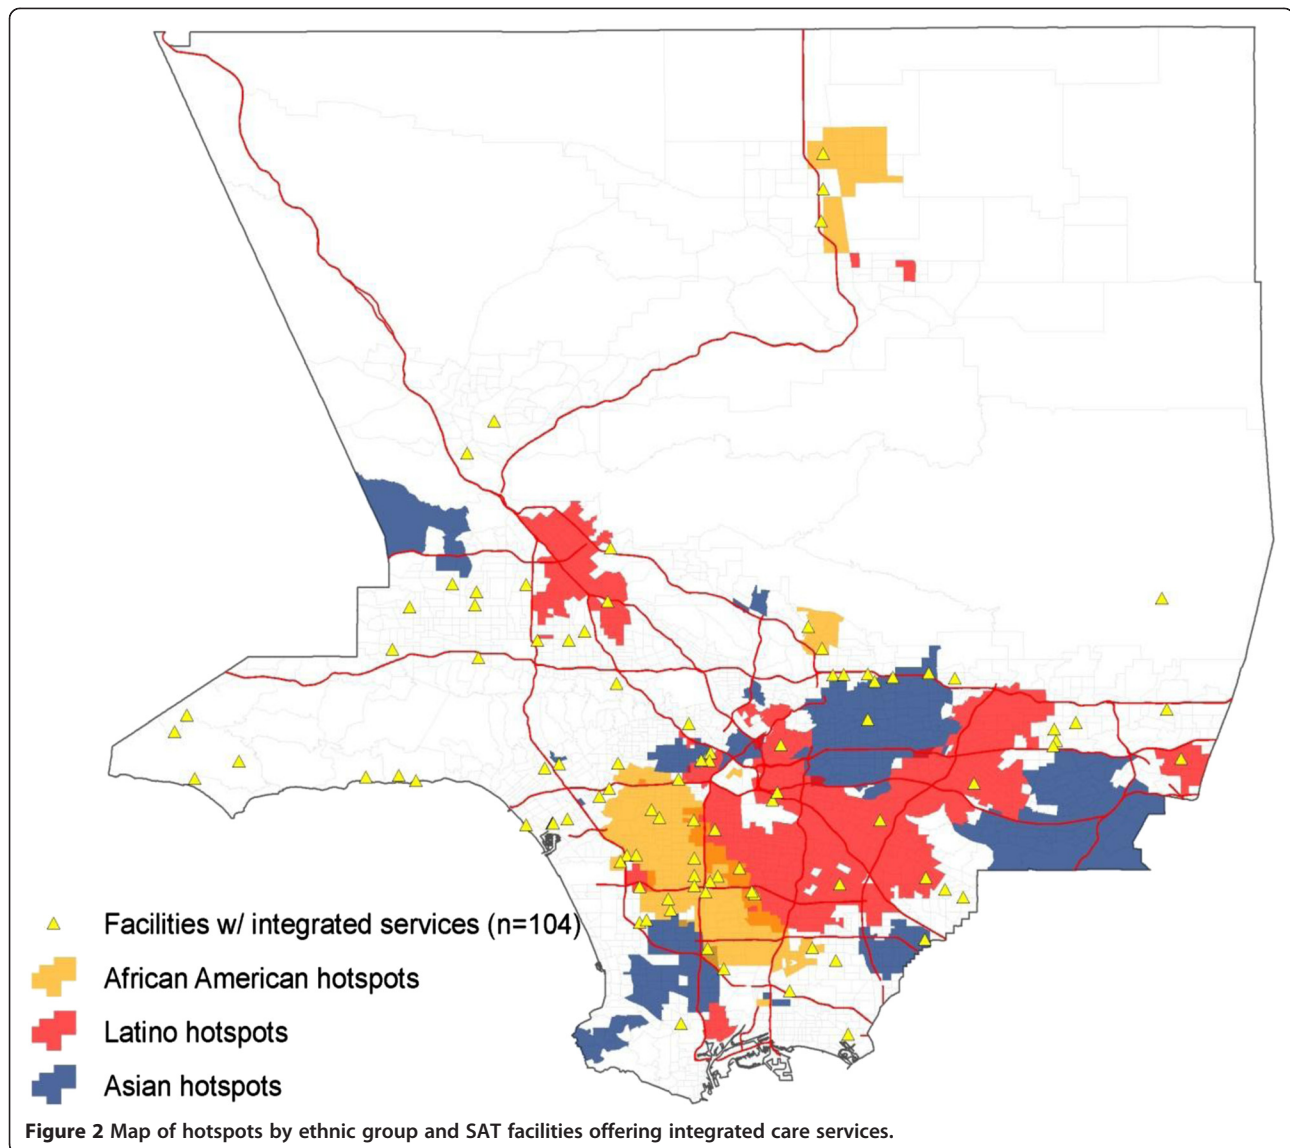 Facilities w/ integrated services (n=104)
African American hotspots
Latino hotspots
Asian hotspots
Figure 2 Map of hotspots by ethnic group and SAT facilities offering integrated care services.